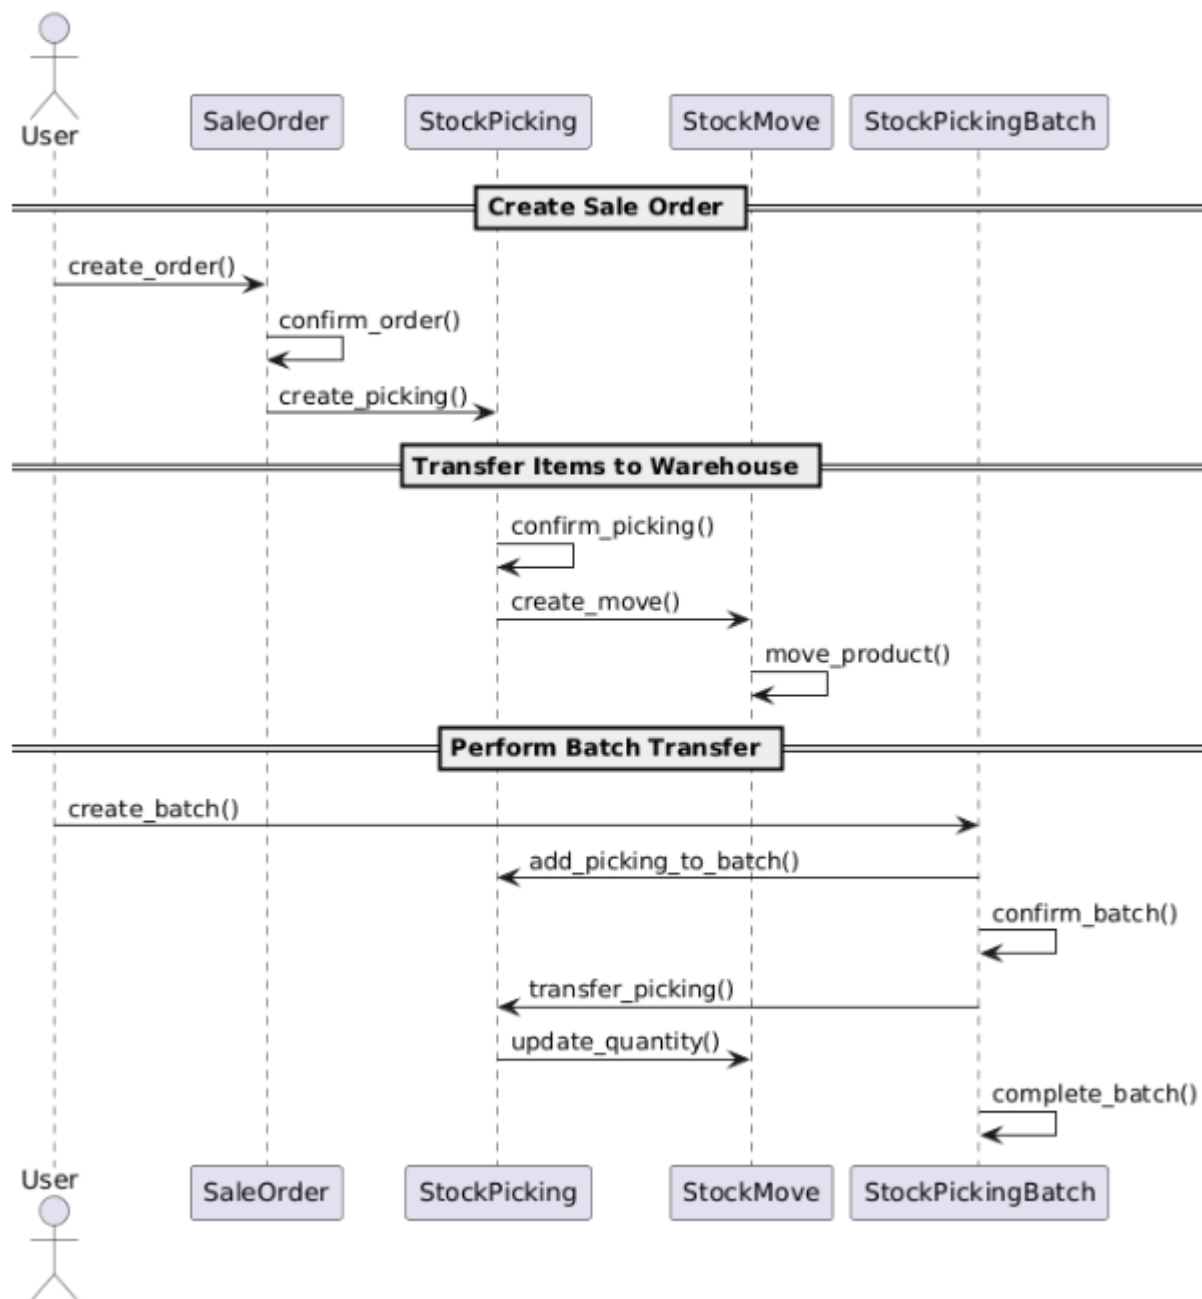 User
SaleOrder
StockPicking
StockMove
StockPickingBatch
Create Sale Order
create_order()
confirm_order()
create_picking()
Transfer Items to Warehouse
confirm_picking()
create_move()
move_product()
Perform Batch Transfer
create_batch()
add_picking_to_batch()
confirm_batch()
transfer_picking()
update_quantity()
complete_batch()
User
SaleOrder
StockPicking
StockMove
StockPickingBatch